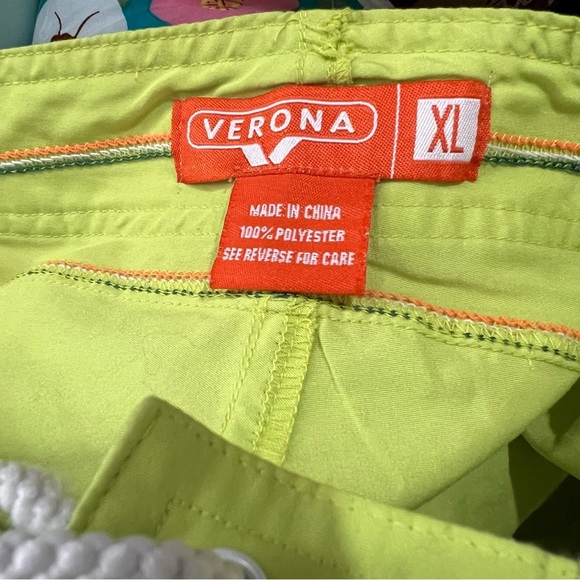 VERONA XL
MADE IN CHINA
100% POLYESTER
SEE REVERSE FOR CARE